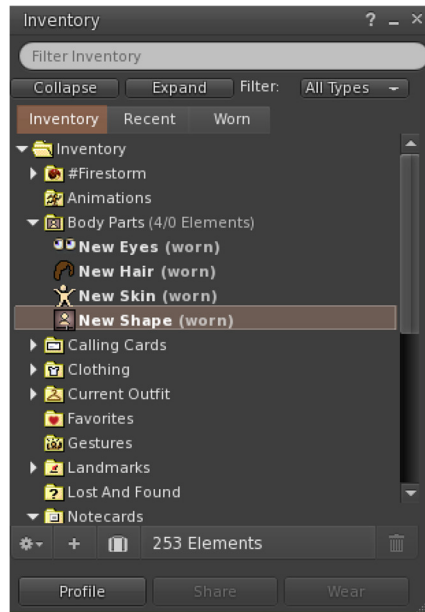 Inventory ? _ ×
Filter Inventory
Collapse Expand Filter: All Types
Inventory Recent Worn
Inventory
#Firestorm
Animations
Body Parts (4/0 Elements)
New Eyes (worn)
New Hair (worn)
New Skin (worn)
New Shape (worn)
Calling Cards
Clothing
Current Outfit
Favorites
Gestures
Landmarks
Lost And Found
Notecards
+ 253 Elements
Profile Share Wear